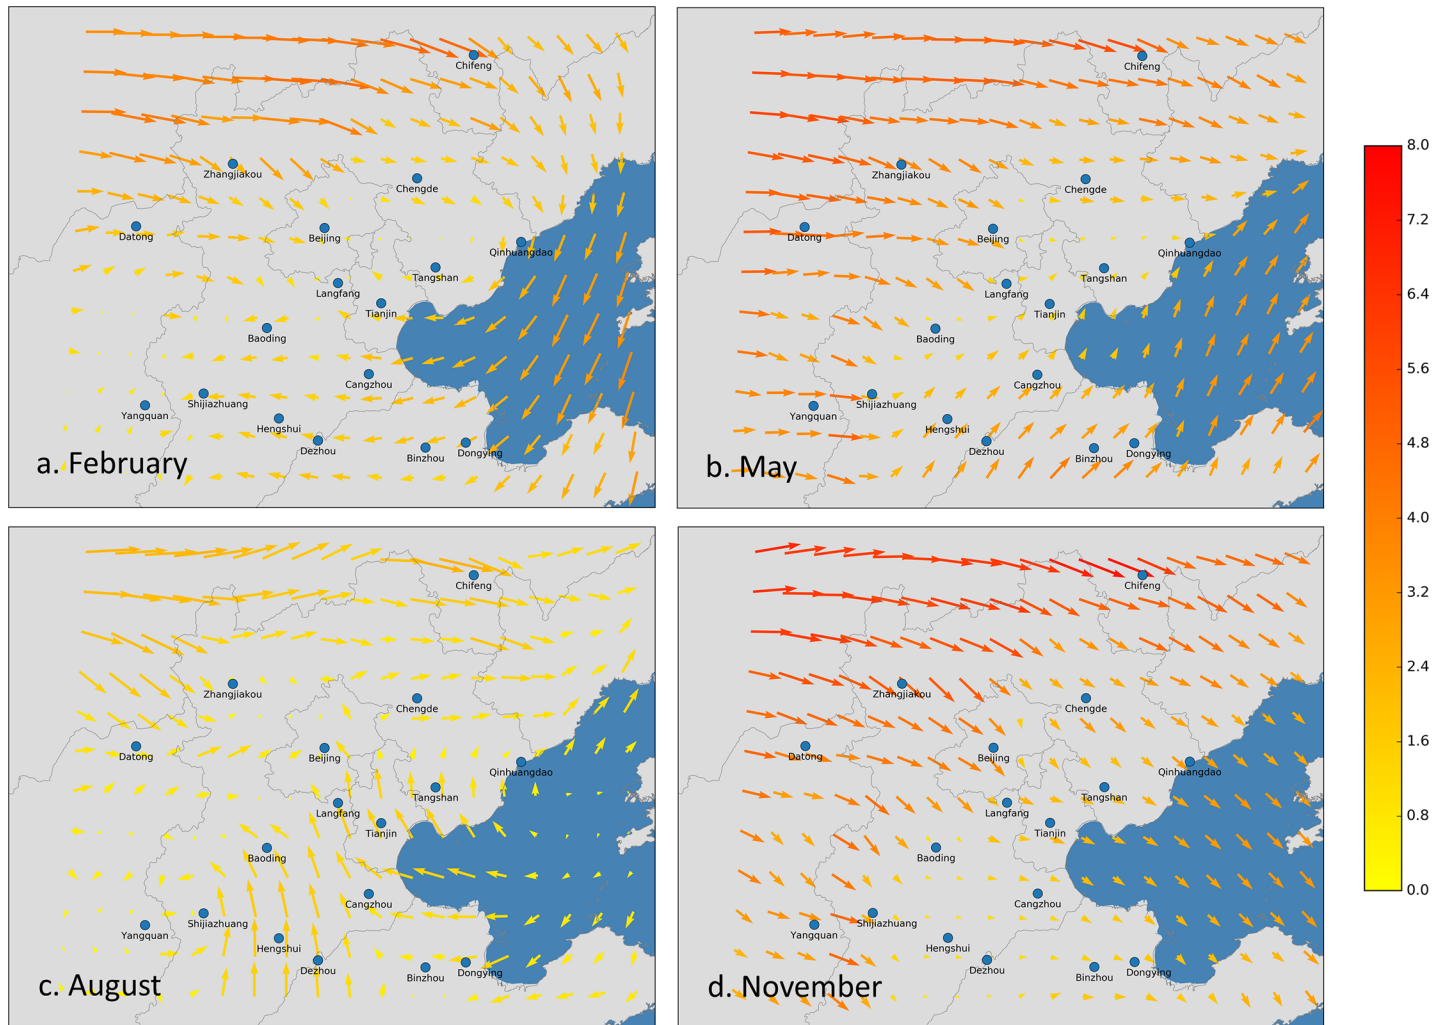 Chifeng
Zhangjiakou
Chengde
Datong
Beijing
Qinhuangdao
Tangshan
Langfang
Tianjin
Baoding
Cangzhou
Shijiazhuang
Yangquan
Hengshui
Dezhou
Binzhou
Dongying
a. February
Chifeng
Zhangjiakou
Chengde
Datong
Beijing
Qinhuangdao
Tangshan
Langfang
Tianjin
Baoding
Cangzhou
Shijiazhuang
Yangquan
Hengshui
Dezhou
Binzhou
Dongying
b. May
Chifeng
Zhangjiakou
Chengde
Datong
Beijing
Qinhuangdao
Tangshan
Langfang
Tianjin
Baoding
Cangzhou
Shijiazhuang
Yangquan
Hengshui
Dezhou
Binzhou
Dongying
c. August
Chifeng
Zhangjiakou
Chengde
Datong
Beijing
Qinhuangdao
Tangshan
Langfang
Tianjin
Baoding
Cangzhou
Shijiazhuang
Yangquan
Hengshui
Dezhou
Binzhou
Dongying
d. November
8.0
7.2
6.4
5.6
4.8
4.0
3.2
2.4
1.6
0.8
0.0